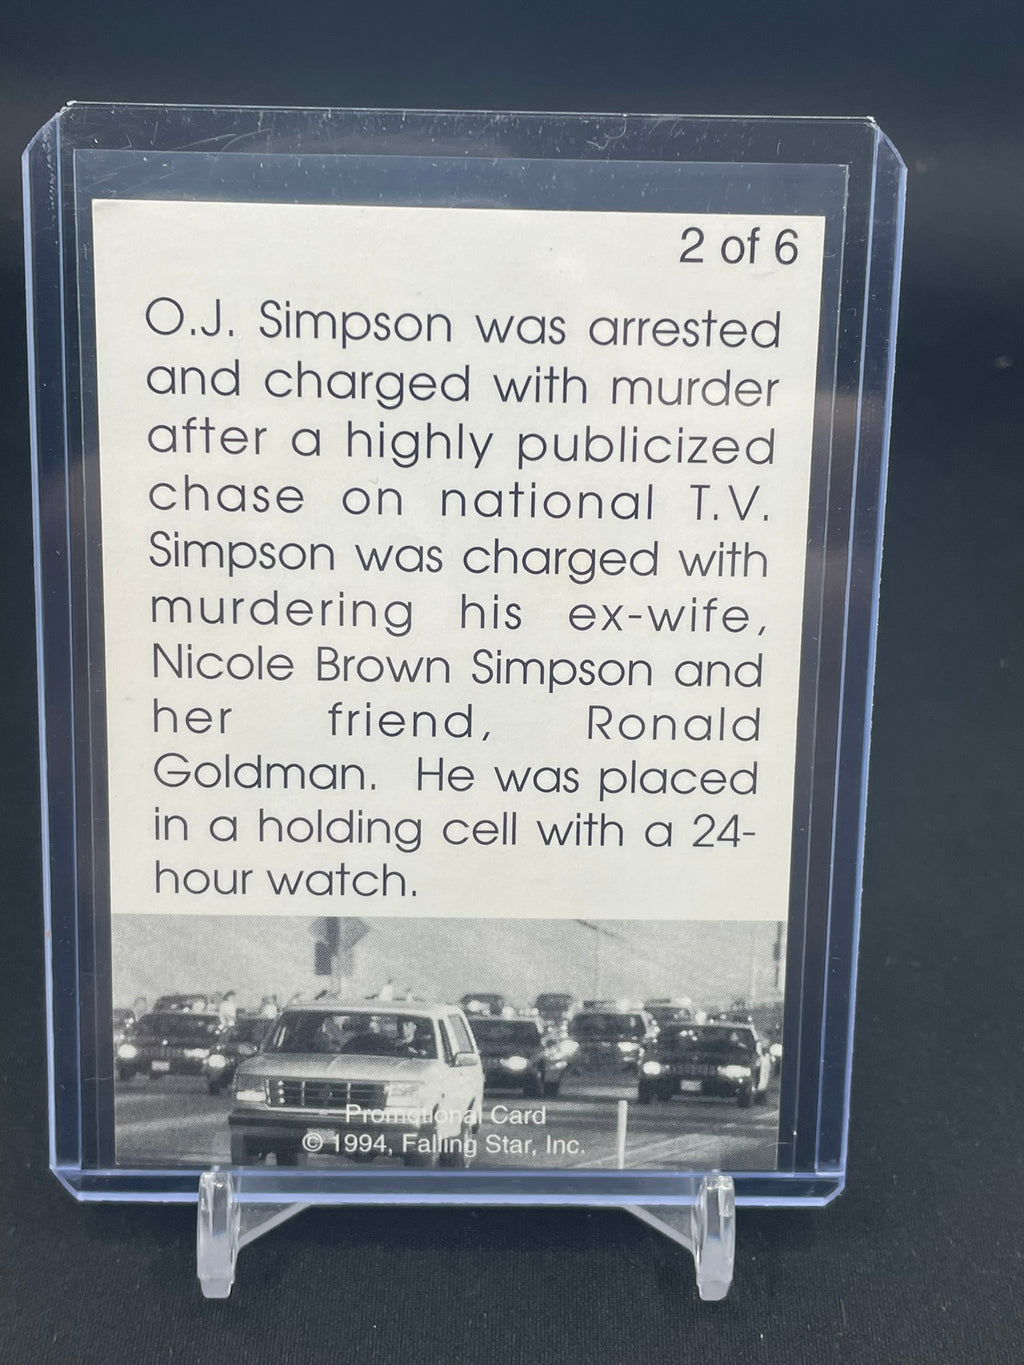 2 of 6
O.J. Simpson was arrested
and charged with murder
after a highly publicized
chase on national T.V.
Simpson was charged with
murdering his ex-wife,
Nicole Brown Simpson and
her friend, Ronald
Goldman. He was placed
in a holding cell with a 24-
hour watch.
Promotional Card
© 1994, Falling Star, Inc.